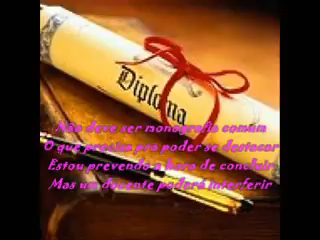 Diploma
Não deve ser monografia comum
O que preciso pra poder se destacar
Estou prevendo a hora de concluir
Mas um docente poderá interferir